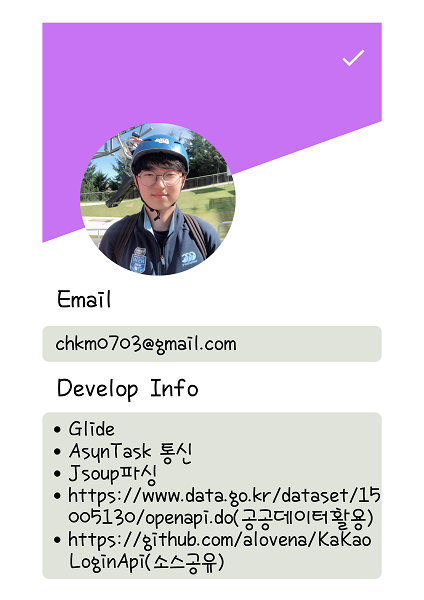 Email
chkm0703@gmail.com
Develop Info
• Glide
• AsynTask 통신
• Jsoup파싱
• https://www.data.go.kr/dataset/15
005130/openapi.do(공공데이터활용)
• https://github.com/alovena/KaKao
LoginApi(소스공유)